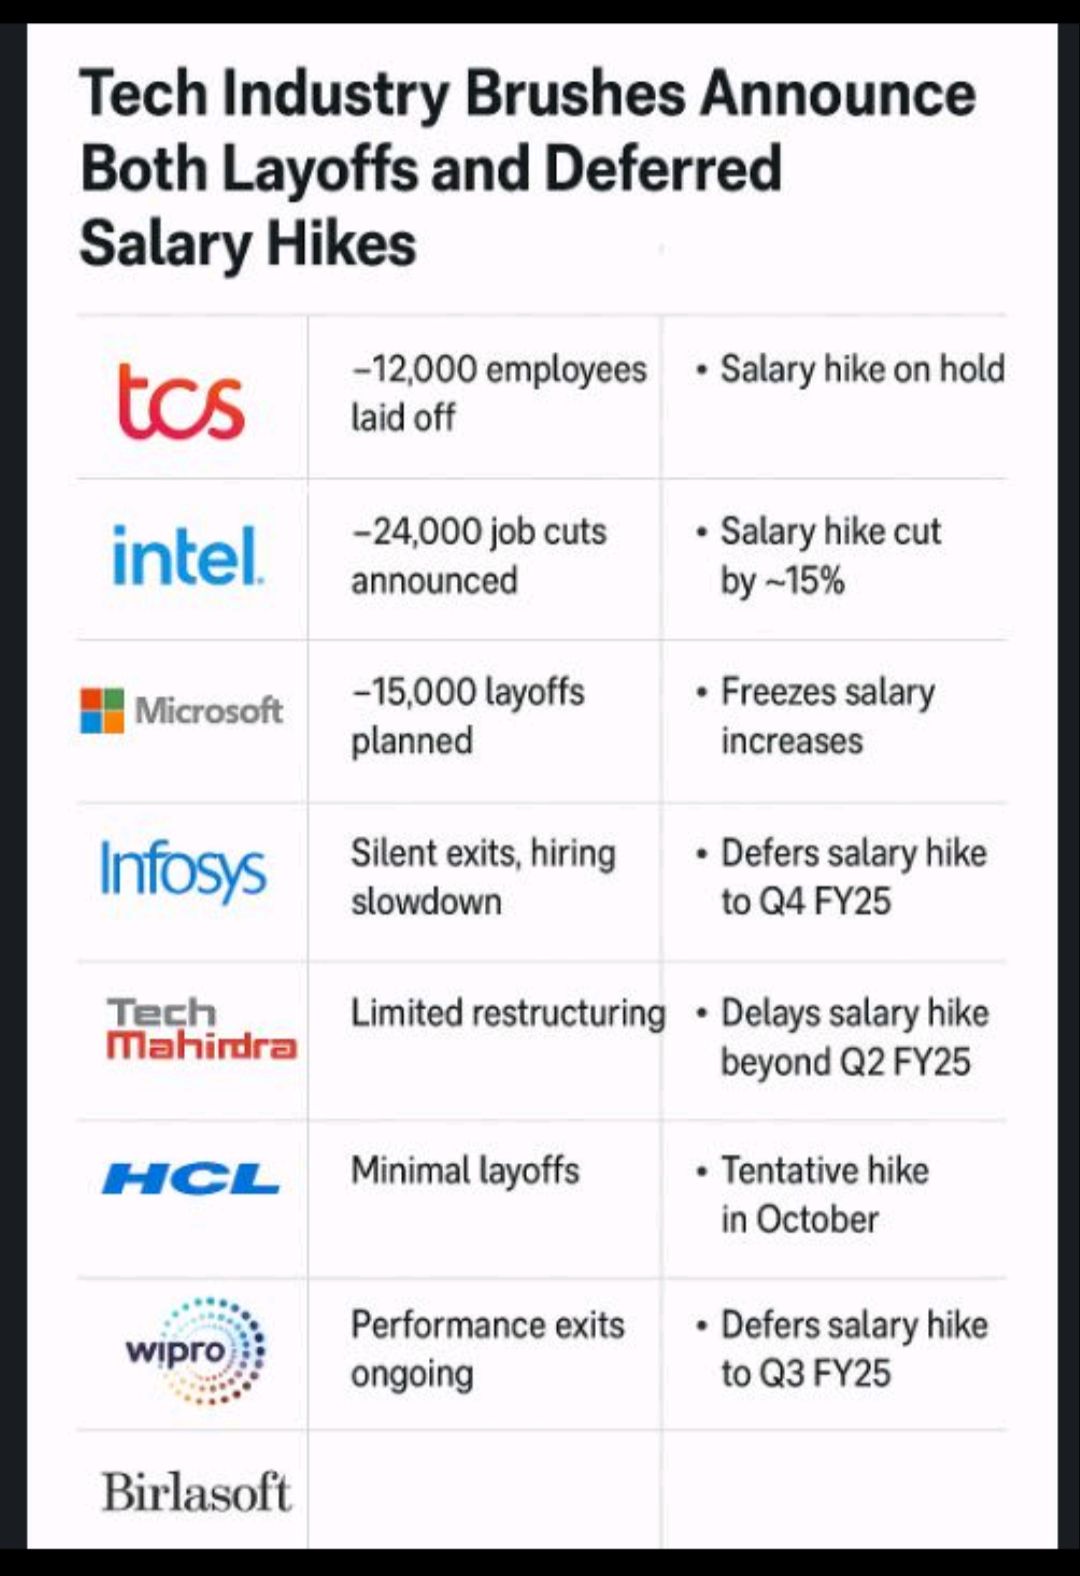 Tech Industry Brushes Announce
Both Layoffs and Deferred
Salary Hikes
tcs
–12,000 employees
laid off
• Salary hike on hold
intel.
–24,000 job cuts
announced
• Salary hike cut
by ~15%
Microsoft
–15,000 layoffs
planned
• Freezes salary
increases
Infosys
Silent exits, hiring
slowdown
• Defers salary hike
to Q4 FY25
Tech
Mahindra
Limited restructuring
• Delays salary hike
beyond Q2 FY25
HCL
Minimal layoffs
• Tentative hike
in October
wipro
Performance exits
ongoing
• Defers salary hike
to Q3 FY25
Birlasoft